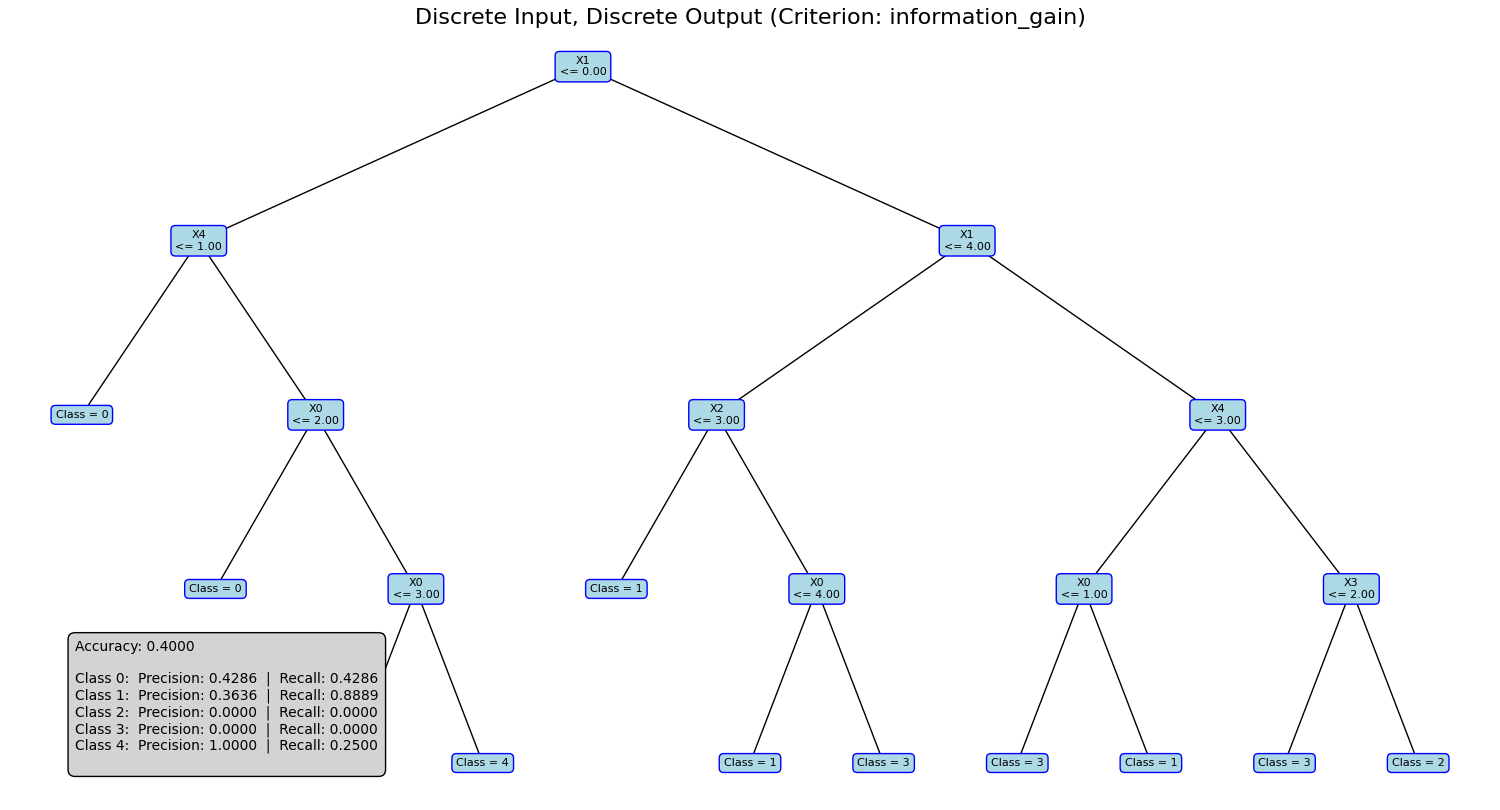 Discrete Input, Discrete Output (Criterion: information_gain)
X1
<= 0.00
X4
<= 1.00
X1
<= 4.00
Class = 0
X0
<= 2.00
X2
<= 3.00
X4
<= 3.00
Class = 0
X0
<= 3.00
Class = 1
X0
<= 4.00
X0
<= 1.00
X3
<= 2.00
Accuracy: 0.4000
Class 0:  Precision: 0.4286  |  Recall: 0.4286
Class 1:  Precision: 0.3636  |  Recall: 0.8889
Class 2:  Precision: 0.0000  |  Recall: 0.0000
Class 3:  Precision: 0.0000  |  Recall: 0.0000
Class 4:  Precision: 1.0000  |  Recall: 0.2500
Class = 4
Class = 1
Class = 3
Class = 3
Class = 1
Class = 3
Class = 2